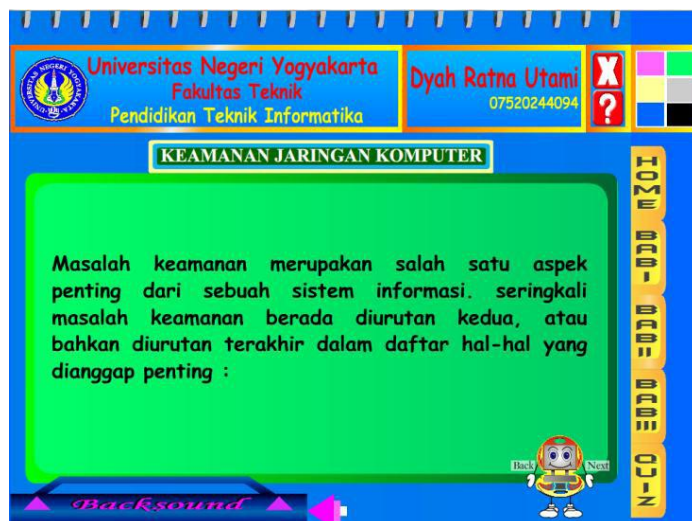 Universitas Negeri Yogyakarta
Fakultas Teknik
Pendidikan Teknik Informatika
Dyah Ratna Utami
07520244094
X
?
KEAMANAN JARINGAN KOMPUTER
Masalah keamanan merupakan salah satu aspek
penting dari sebuah sistem informasi. seringkali
masalah keamanan berada diurutan kedua, atau
bahkan diurutan terakhir dalam daftar hal-hal yang
dianggap penting :
HOME
BAB I
BAB II
BAB III
QUIZ
Back
Next
Backsound